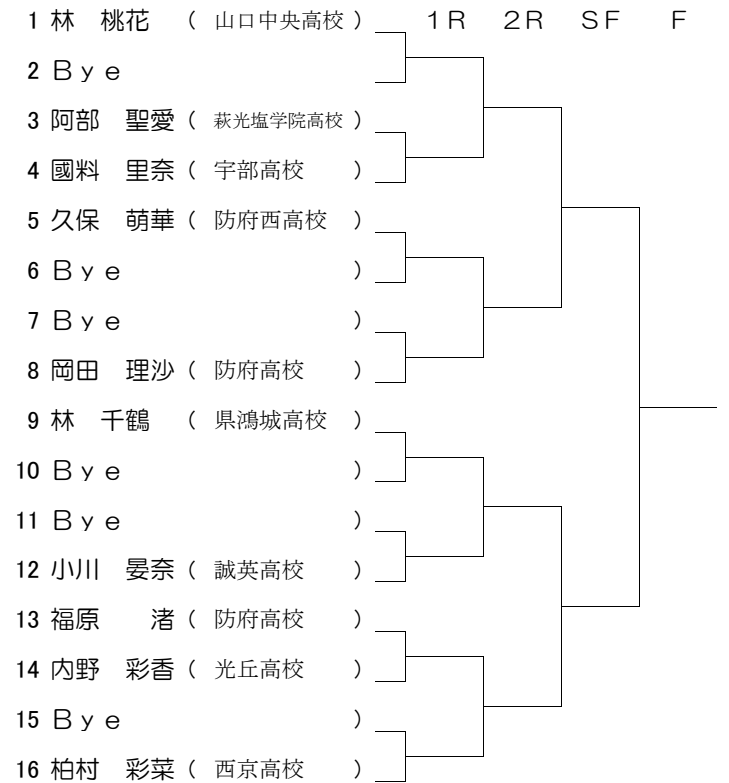 1 林　桃花　（ 山口中央高校 ）　１Ｒ　２Ｒ　ＳＦ　Ｆ
2 Ｂｙｅ
3 阿部　聖愛（ 萩光塩学院高校 ）
4 國料　里奈（ 宇部高校　）
5 久保　萌華（ 防府西高校　）
6 Ｂｙｅ　）
7 Ｂｙｅ　）
8 岡田　理沙（ 防府高校　）
9 林　千鶴　（ 県鴻城高校　）
10 Ｂｙｅ　）
11 Ｂｙｅ　）
12 小川　晏奈（ 誠英高校　）
13 福原　　渚（ 防府高校　）
14 内野　彩香（ 光丘高校　）
15 Ｂｙｅ　）
16 柏村　彩菜（ 西京高校　）